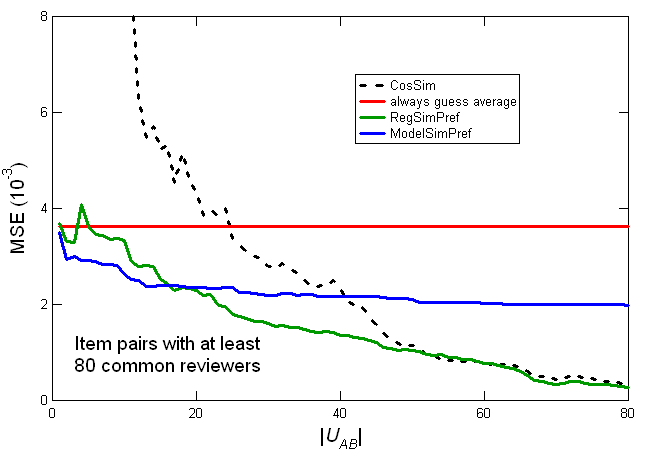 8
6
4
2
0
MSE (10⁻³)
CosSim
always guess average
RegSimPref
ModelSimPref
Item pairs with at least
80 common reviewers
0 20 40 60 80
|U_AB|